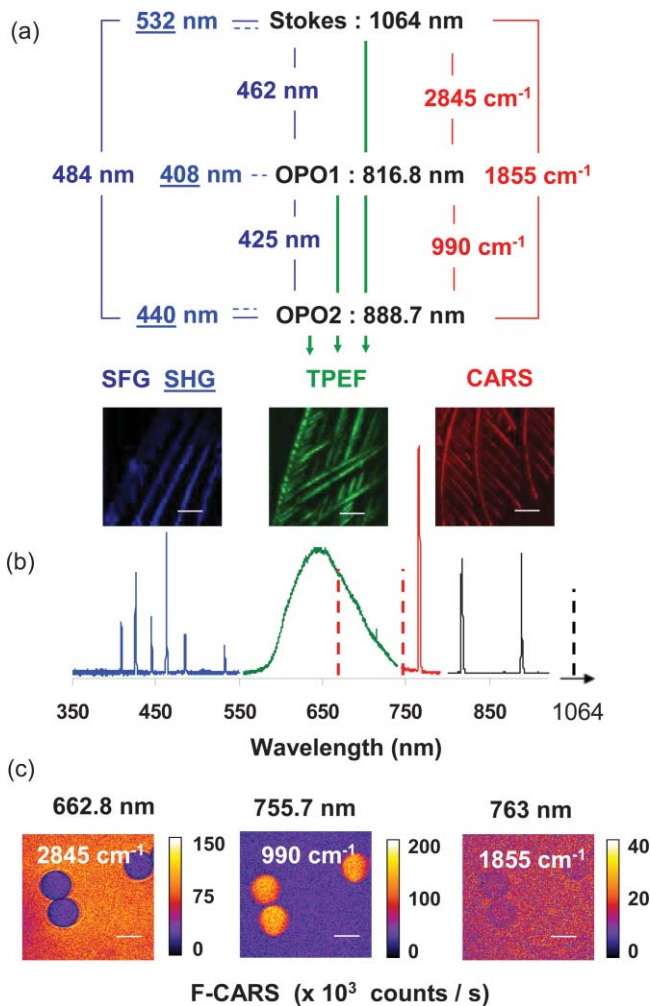 (a)
532 nm
Stokes : 1064 nm
462 nm
2845 cm-1
484 nm
408 nm
OPO1 : 816.8 nm
1855 cm-1
425 nm
990 cm-1
440 nm
OPO2 : 888.7 nm
SFG SHG
TPEF
CARS
(b)
350 450 550 650 750 850 1064
Wavelength (nm)
(c)
662.8 nm 755.7 nm 763 nm
2845 cm-1
150
75
0
990 cm-1
200
100
0
1855 cm-1
40
20
0
F-CARS (x 10³ counts / s)